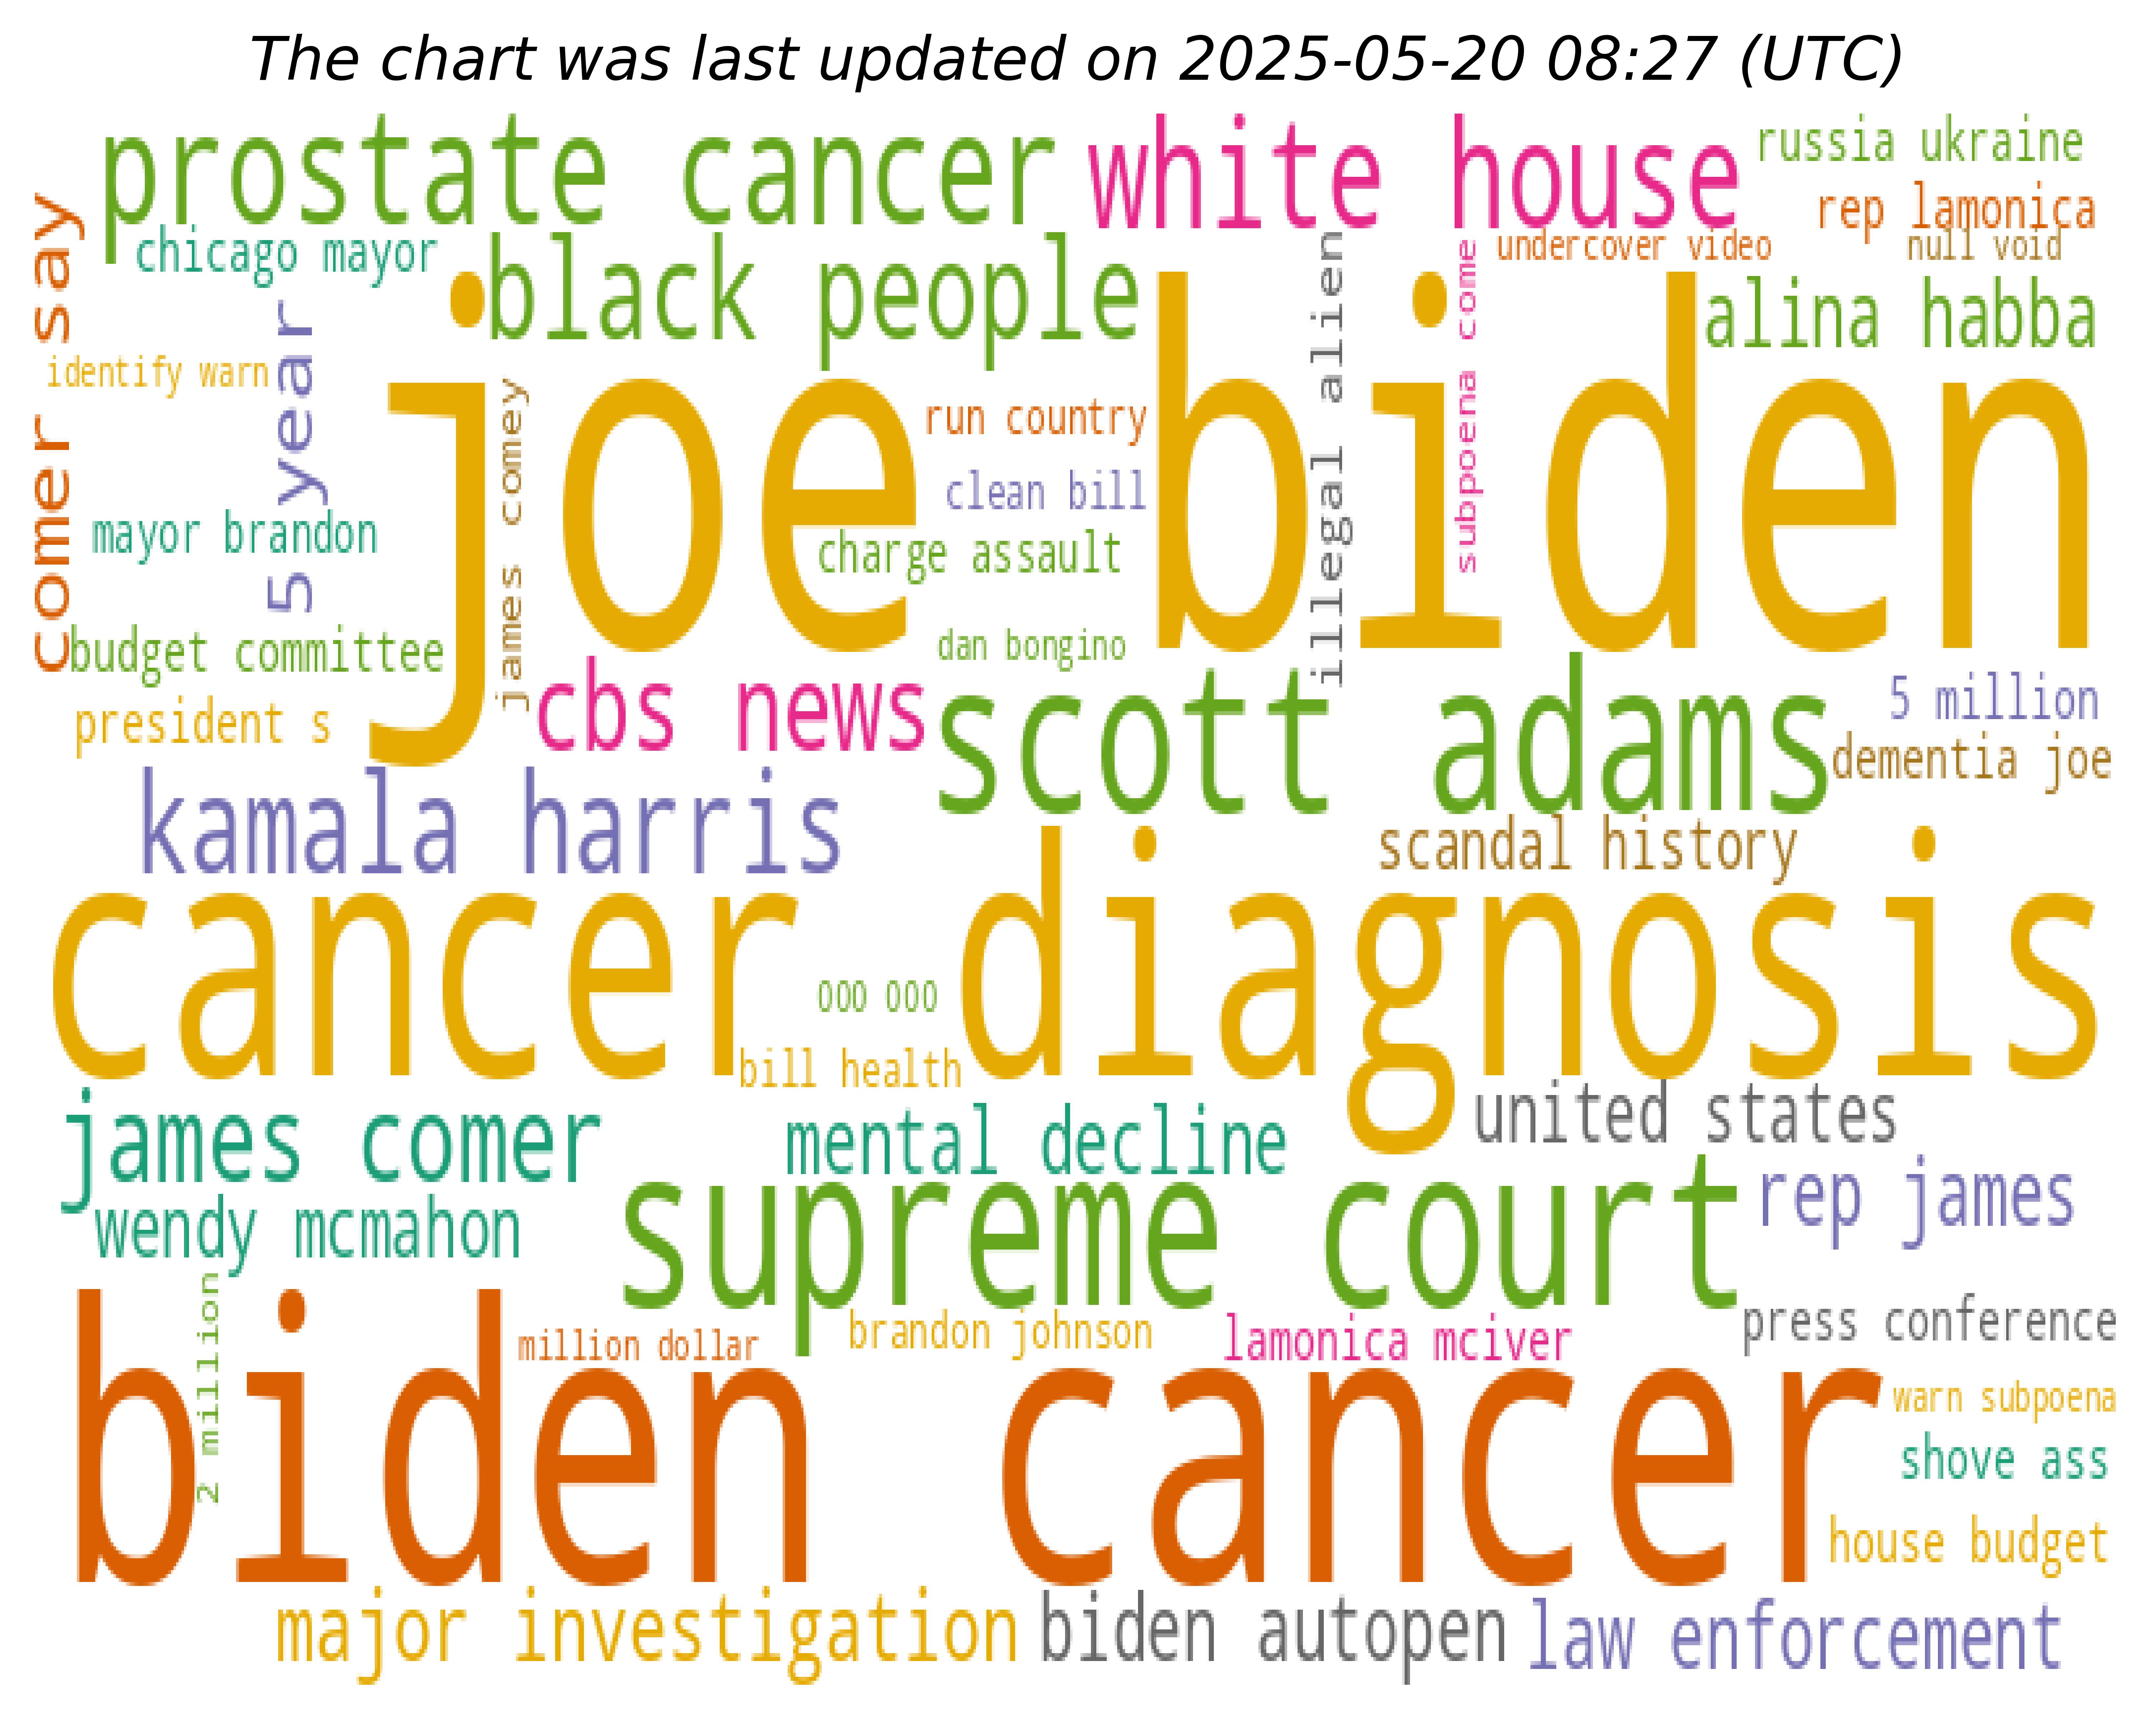 The chart was last updated on 2025-05-20 08:27 (UTC)
prostate cancer
white house
russia ukraine
rep lamonica
comer say
chicago mayor
black people
undercover video
null void
illegal alien
subpoena come
alina habba
identify warn
5 year
joe biden
james comey
run country
clean bill
mayor brandon
charge assault
budget committee
dan bongino
president s
cbs news
scott adams
5 million
dementia joe
kamala harris
scandal history
cancer diagnosis
000 000
bill health
james comer
mental decline
united states
wendy mcmahon
supreme court
rep james
2 million
million dollar
brandon johnson
lamonica mciver
press conference
biden cancer
warn subpoena
shove ass
house budget
major investigation
biden autopen
law enforcement